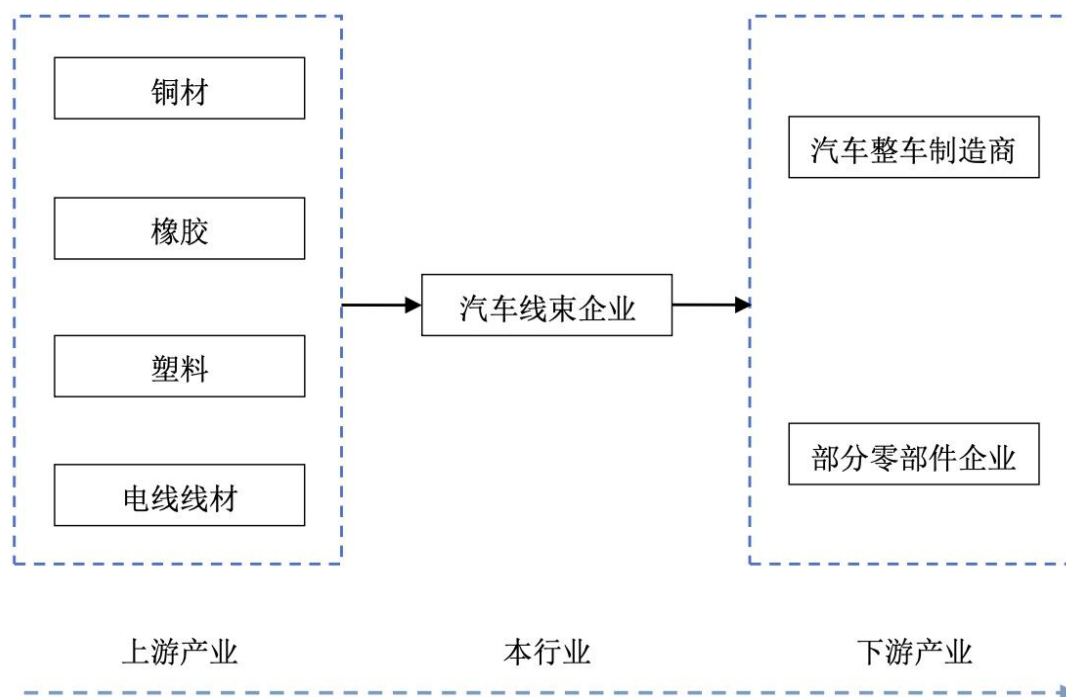 铜材
橡胶
塑料
电线线材
汽车线束企业
汽车整车制造商
部分零部件企业
上游产业
本行业
下游产业